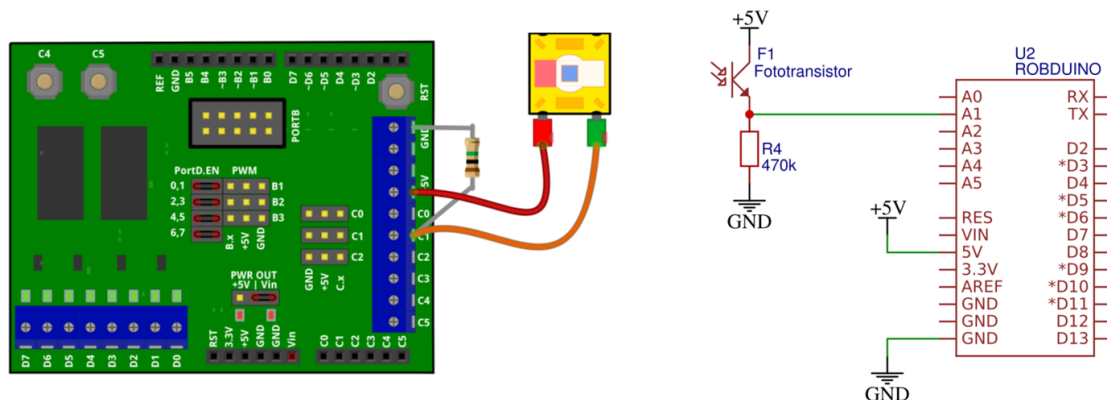 C4 C5
REF GND B5 B4 ~B3 ~B2 ~B1 B0 D7 ~D6 ~D5 D4 ~D3 D2
RST
PORTB
GND
5V
C0
C1
C2
C3
C4
C5
PortD.EN PWM
0,1 B1
2,3 B2
4,5 B3
6,7
B.x +5V GND
C0
C1
C2
GND +5V C.x
PWR OUT
+5V | Vin
RST 3.3V +5V GND GND Vin C0 C1 C2 C3 C4 C5
D7 D6 D5 D4 D3 D2 D1 D0
+5V
F1
Fototransistor
R4
470k
GND
U2
ROBDUINO
A0 RX
A1 TX
A2
A3 D2
A4 *D3
A5 D4
*D5
RES *D6
VIN D7
5V D8
3.3V *D9
AREF *D10
GND *D11
GND D12
GND D13
+5V
GND